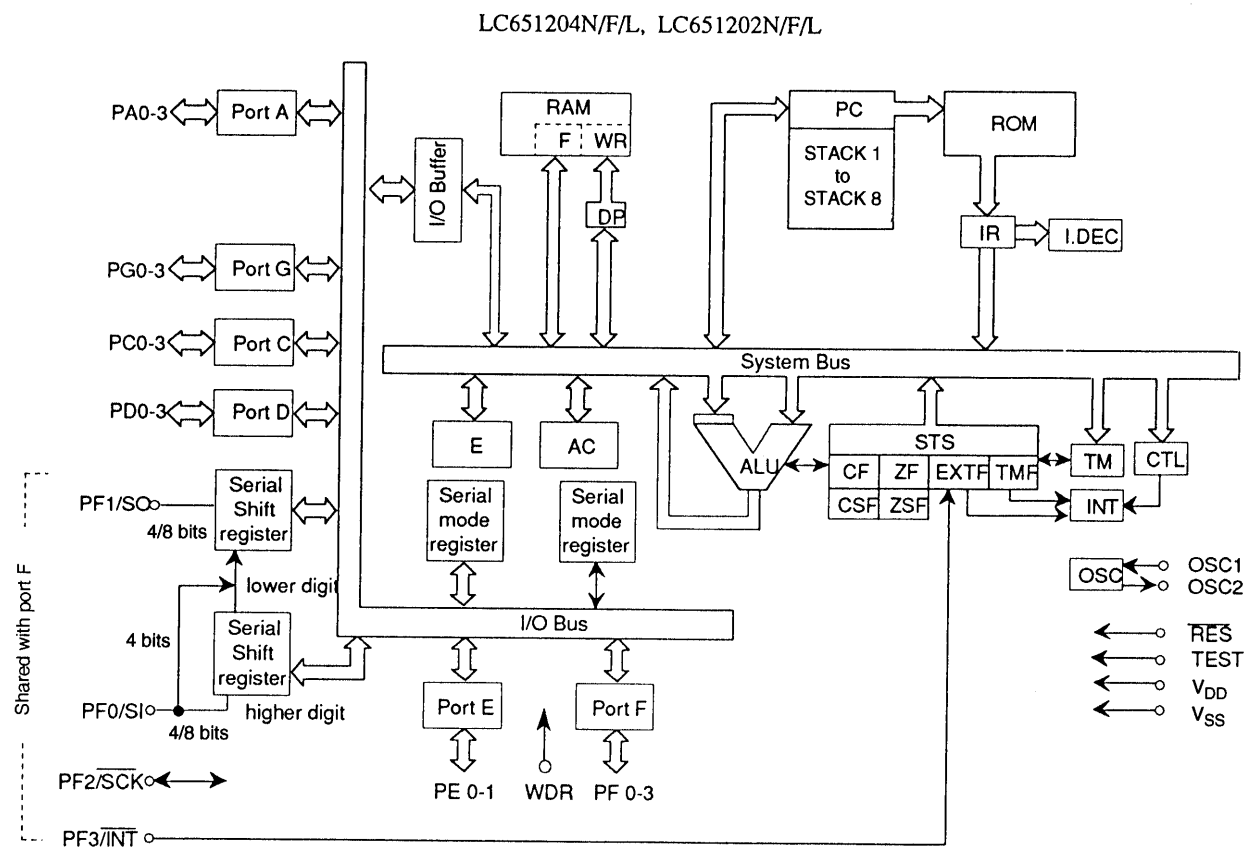 LC651204N/F/L, LC651202N/F/L
PA0-3
Port A
I/O Buffer
RAM
F
WR
DP
PC
STACK 1
to
STACK 8
ROM
IR
I.DEC
PG0-3
Port G
PC0-3
Port C
PD0-3
Port D
System Bus
E
AC
ALU
STS
CF
ZF
EXTF
TMF
CSF
ZSF
TM
CTL
INT
Shared with port F
PF1/SO
4/8 bits
Serial
Shift
register
Serial
mode
register
Serial
mode
register
lower digit
4 bits
Serial
Shift
register
I/O Bus
PF0/SI
4/8 bits
higher digit
Port E
Port F
OSC
OSC1
OSC2
RES
TEST
VDD
VSS
PF2/SCK
PE 0-1
WDR
PF 0-3
PF3/INT